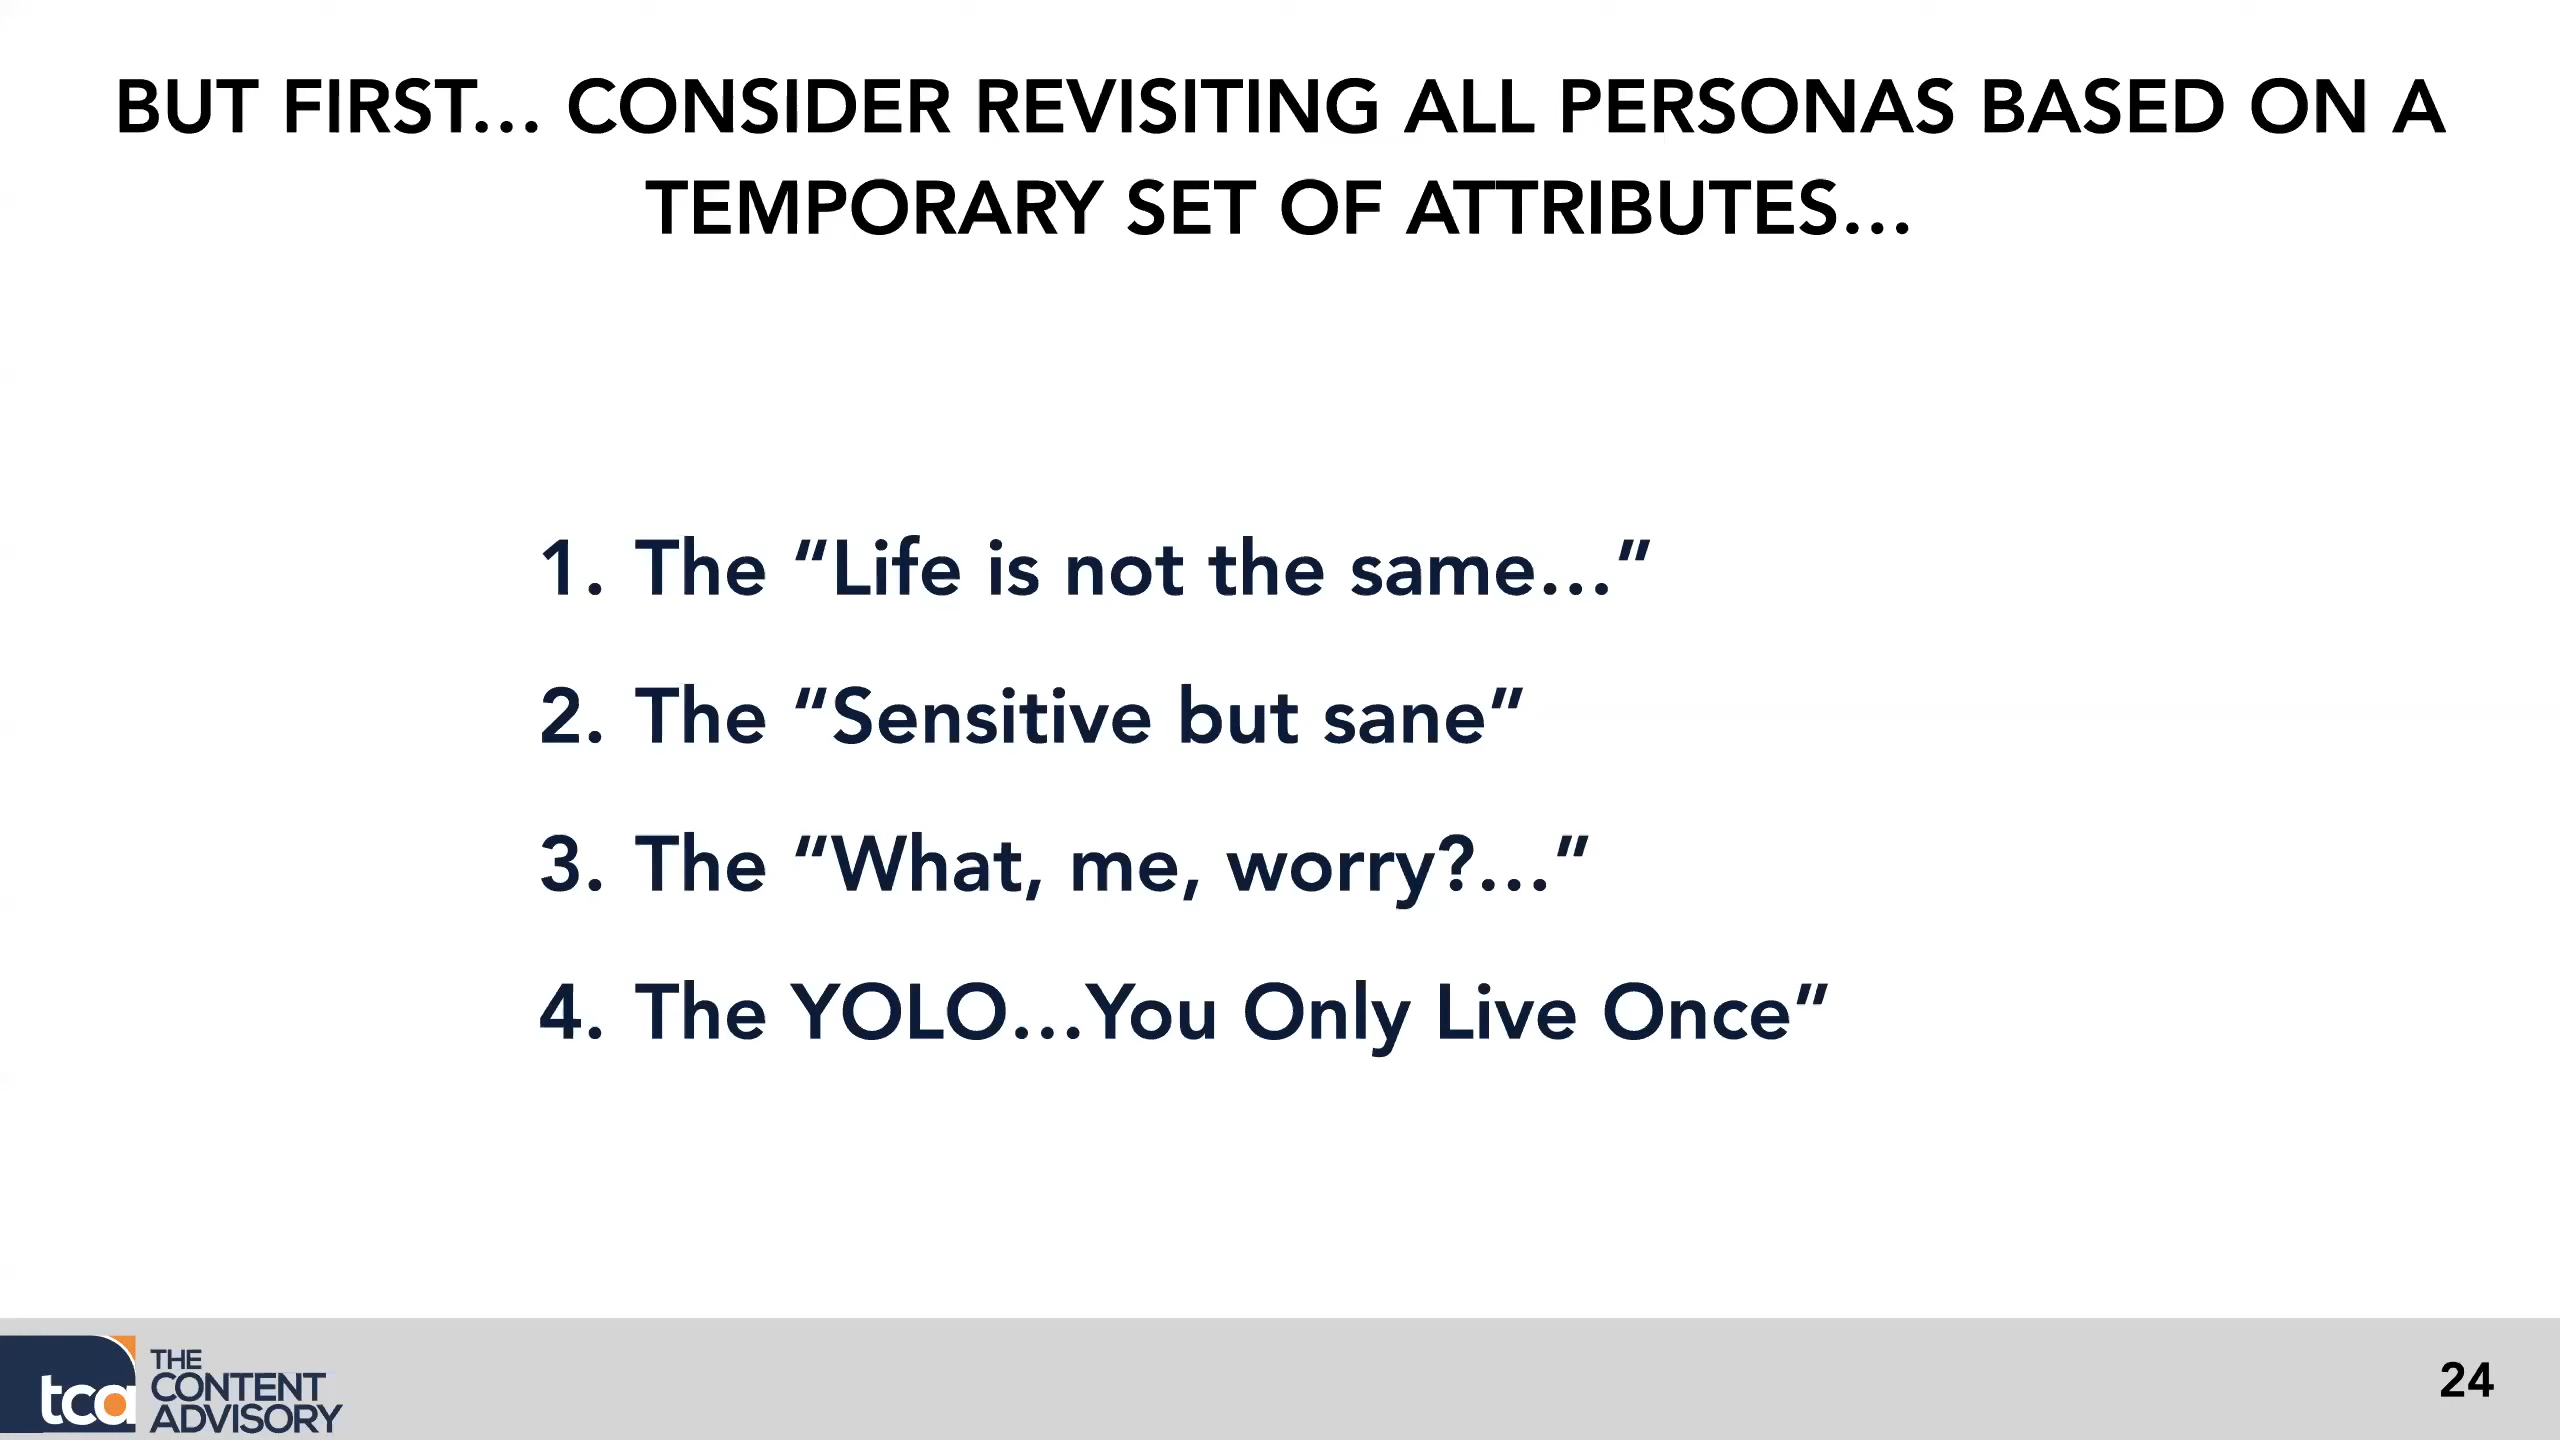 BUT FIRST… CONSIDER REVISITING ALL PERSONAS BASED ON A
TEMPORARY SET OF ATTRIBUTES…
1. The “Life is not the same…”
2. The “Sensitive but sane”
3. The “What, me, worry?…”
4. The YOLO…You Only Live Once”
tca
THE
CONTENT
ADVISORY
24